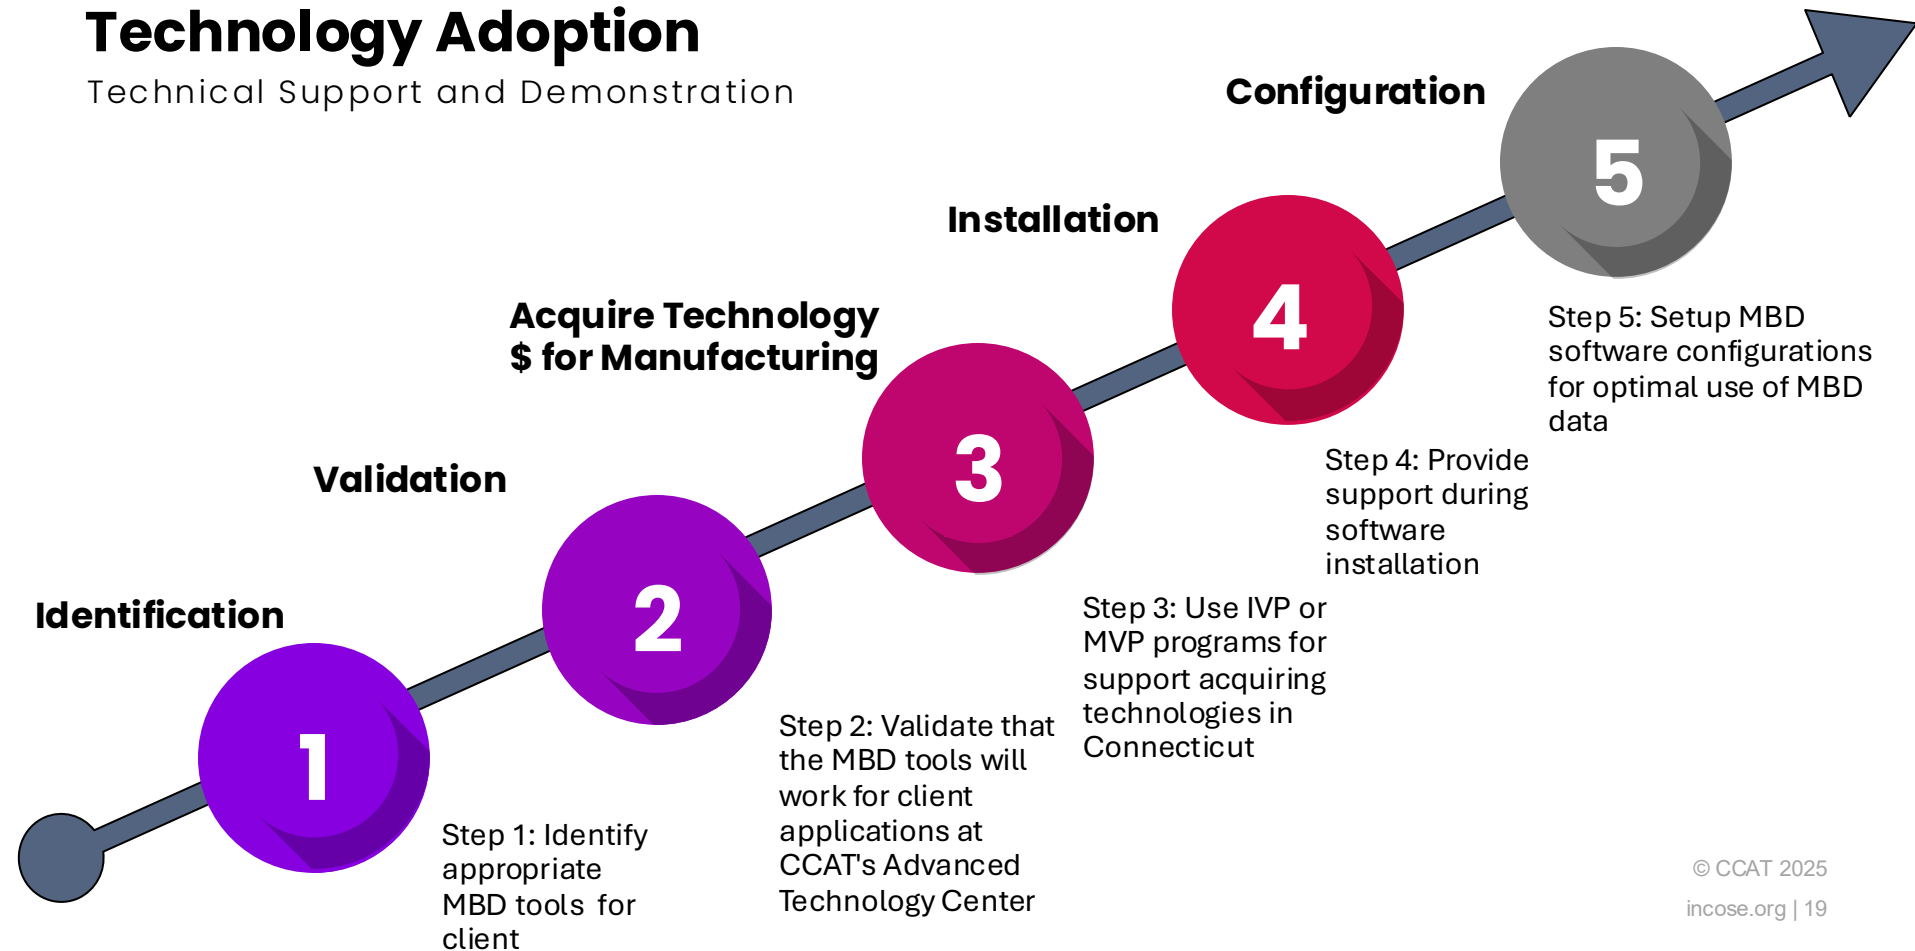 Technology Adoption
Technical Support and Demonstration
Identification
1
Step 1: Identify
appropriate
MBD tools for
client
Validation
2
Step 2: Validate that
the MBD tools will
work for client
applications at
CCAT's Advanced
Technology Center
Acquire Technology
$ for Manufacturing
3
Step 3: Use IVP or
MVP programs for
support acquiring
technologies in
Connecticut
Installation
4
Step 4: Provide
support during
software
installation
Configuration
5
Step 5: Setup MBD
software configurations
for optimal use of MBD
data
© CCAT 2025
incose.org | 19